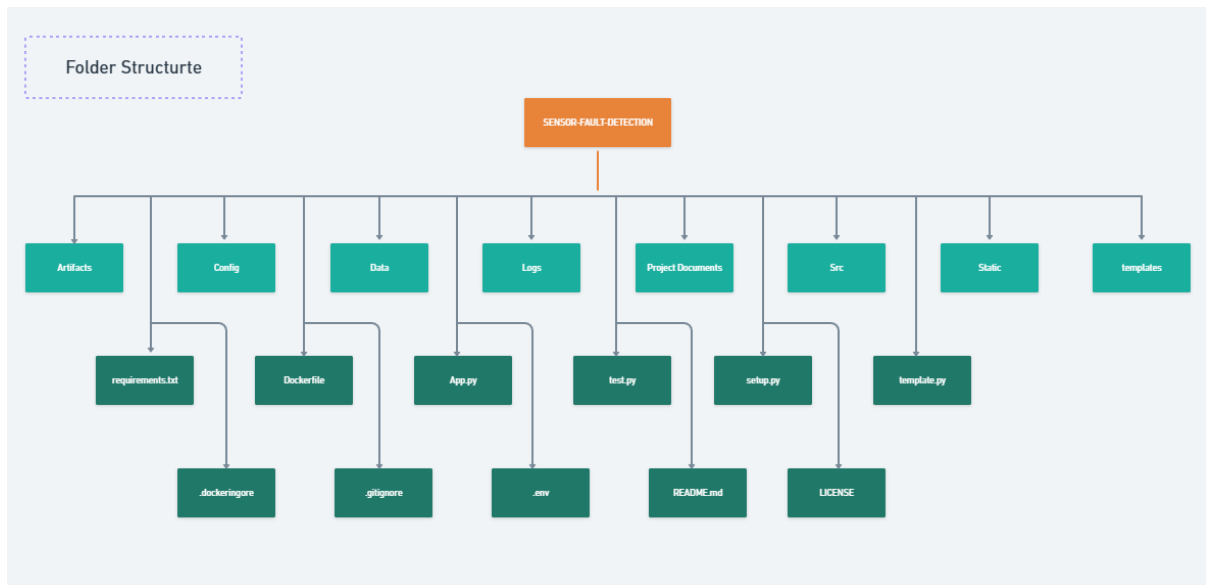 Folder Structurte
SENSOR-FAULT-DETECTION
Artifacts
Config
Data
Logs
Project Documents
Src
Static
templates
requirements.txt
Dockerfile
App.py
test.py
setup.py
template.py
.dockeringore
.gitignore
.env
README.md
LICENSE